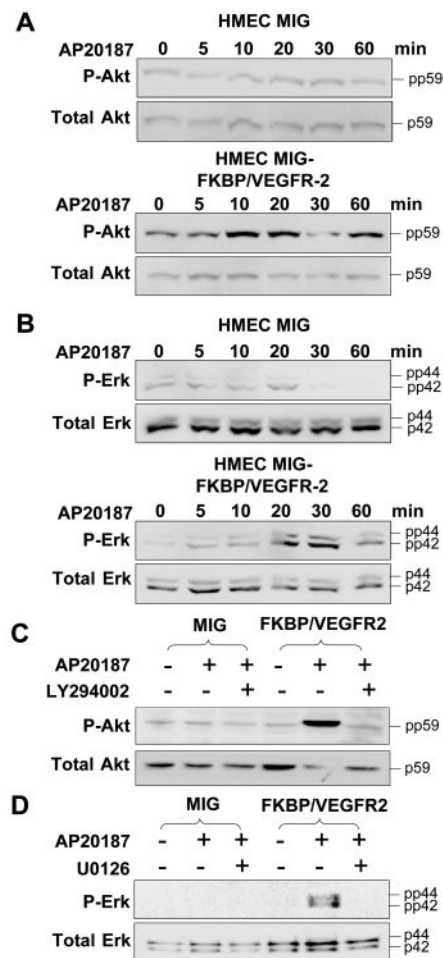 A
HMEC MIG
AP20187 0 5 10 20 30 60 min
P-Akt pp59
Total Akt p59
HMEC MIG-
FKBP/VEGFR-2
AP20187 0 5 10 20 30 60 min
P-Akt pp59
Total Akt p59
B
HMEC MIG
AP20187 0 5 10 20 30 60 min
P-Erk pp44
pp42
Total Erk p44
p42
HMEC MIG-
FKBP/VEGFR-2
AP20187 0 5 10 20 30 60 min
P-Erk pp44
pp42
Total Erk p44
p42
C
MIG FKBP/VEGFR2
AP20187 - + + - + +
LY294002 - - + - - +
P-Akt pp59
Total Akt p59
D
MIG FKBP/VEGFR2
AP20187 - + + - + +
U0126 - - + - - +
P-Erk pp44
pp42
Total Erk p44
p42